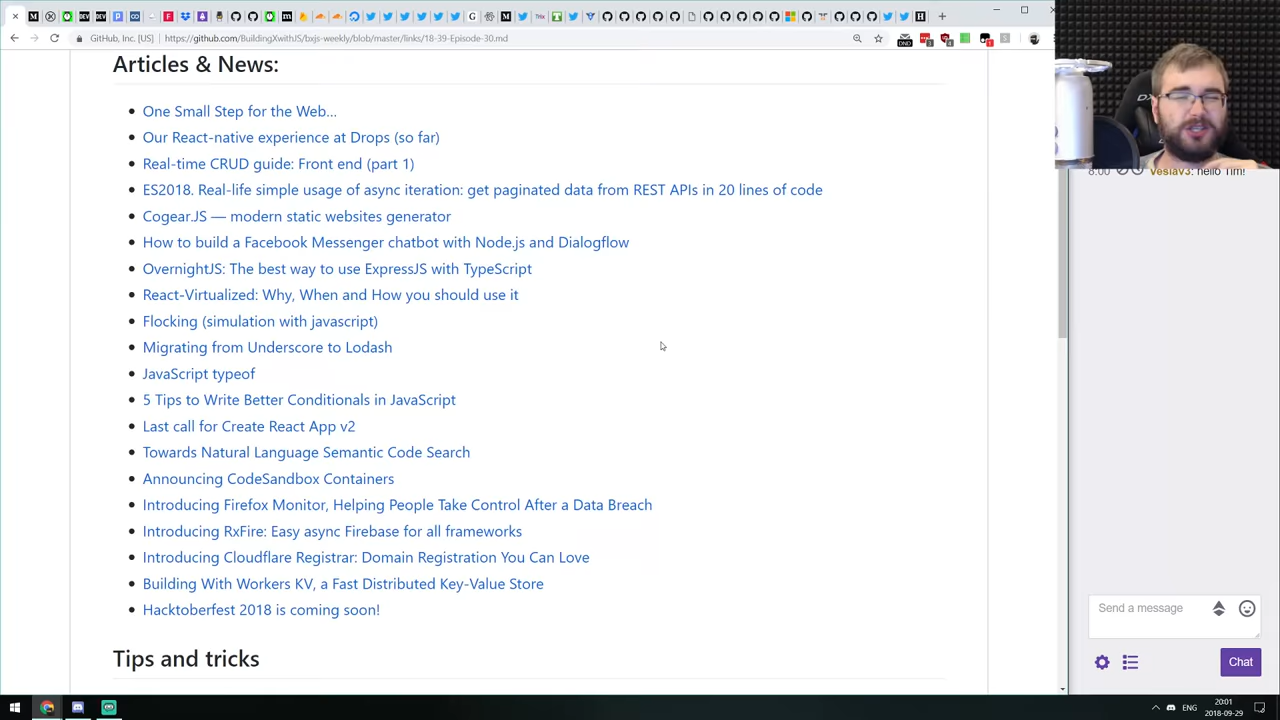 GitHub, Inc. [US]
https://github.com/BuildingXwithJS/bxjs-weekly/blob/master/links/18-39-Episode-30.md
Articles & News:
One Small Step for the Web...
Our React-native experience at Drops (so far)
Real-time CRUD guide: Front end (part 1)
ES2018. Real-life simple usage of async iteration: get paginated data from REST APIs in 20 lines of code
Cogear.JS — modern static websites generator
How to build a Facebook Messenger chatbot with Node.js and Dialogflow
OvernightJS: The best way to use ExpressJS with TypeScript
React-Virtualized: Why, When and How you should use it
Flocking (simulation with javascript)
Migrating from Underscore to Lodash
JavaScript typeof
5 Tips to Write Better Conditionals in JavaScript
Last call for Create React App v2
Towards Natural Language Semantic Code Search
Announcing CodeSandbox Containers
Introducing Firefox Monitor, Helping People Take Control After a Data Breach
Introducing RxFire: Easy async Firebase for all frameworks
Introducing Cloudflare Registrar: Domain Registration You Can Love
Building With Workers KV, a Fast Distributed Key-Value Store
Hacktoberfest 2018 is coming soon!
Tips and tricks
8:00 veslav3: hello Tim!
Send a message
Chat
ENG
20:01
2018-09-29